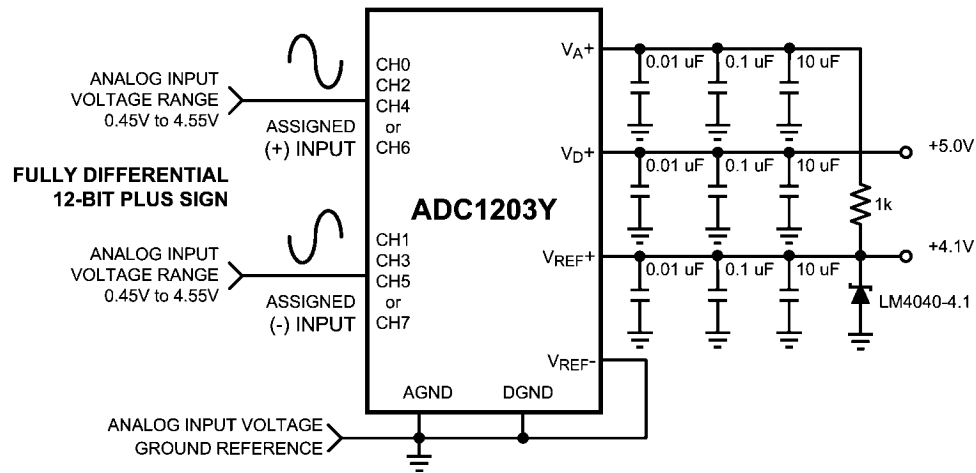 ANALOG INPUT
VOLTAGE RANGE
0.45V to 4.55V
ASSIGNED
(+) INPUT
FULLY DIFFERENTIAL
12-BIT PLUS SIGN
ANALOG INPUT
VOLTAGE RANGE
0.45V to 4.55V
ASSIGNED
(-) INPUT
CH0
CH2
CH4
or
CH6
CH1
CH3
CH5
or
CH7
ADC1203Y
VA+
VD+
VREF+
VREF-
AGND
DGND
0.01 uF
0.1 uF
10 uF
0.01 uF
0.1 uF
10 uF
+5.0V
1k
0.01 uF
0.1 uF
10 uF
+4.1V
LM4040-4.1
ANALOG INPUT VOLTAGE
GROUND REFERENCE